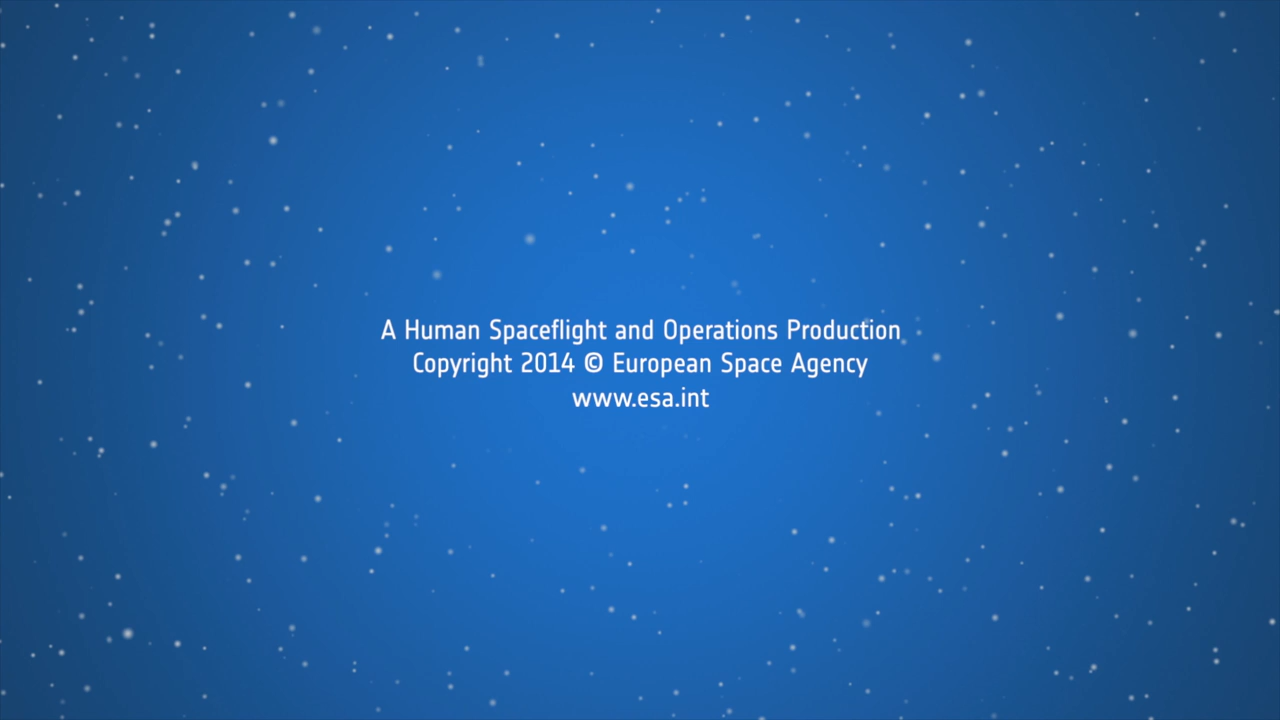 A Human Spaceflight and Operations Production
Copyright 2014 © European Space Agency
www.esa.int